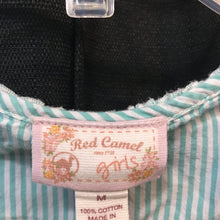 Red Camel
girls
M
100% COTTON
MADE IN